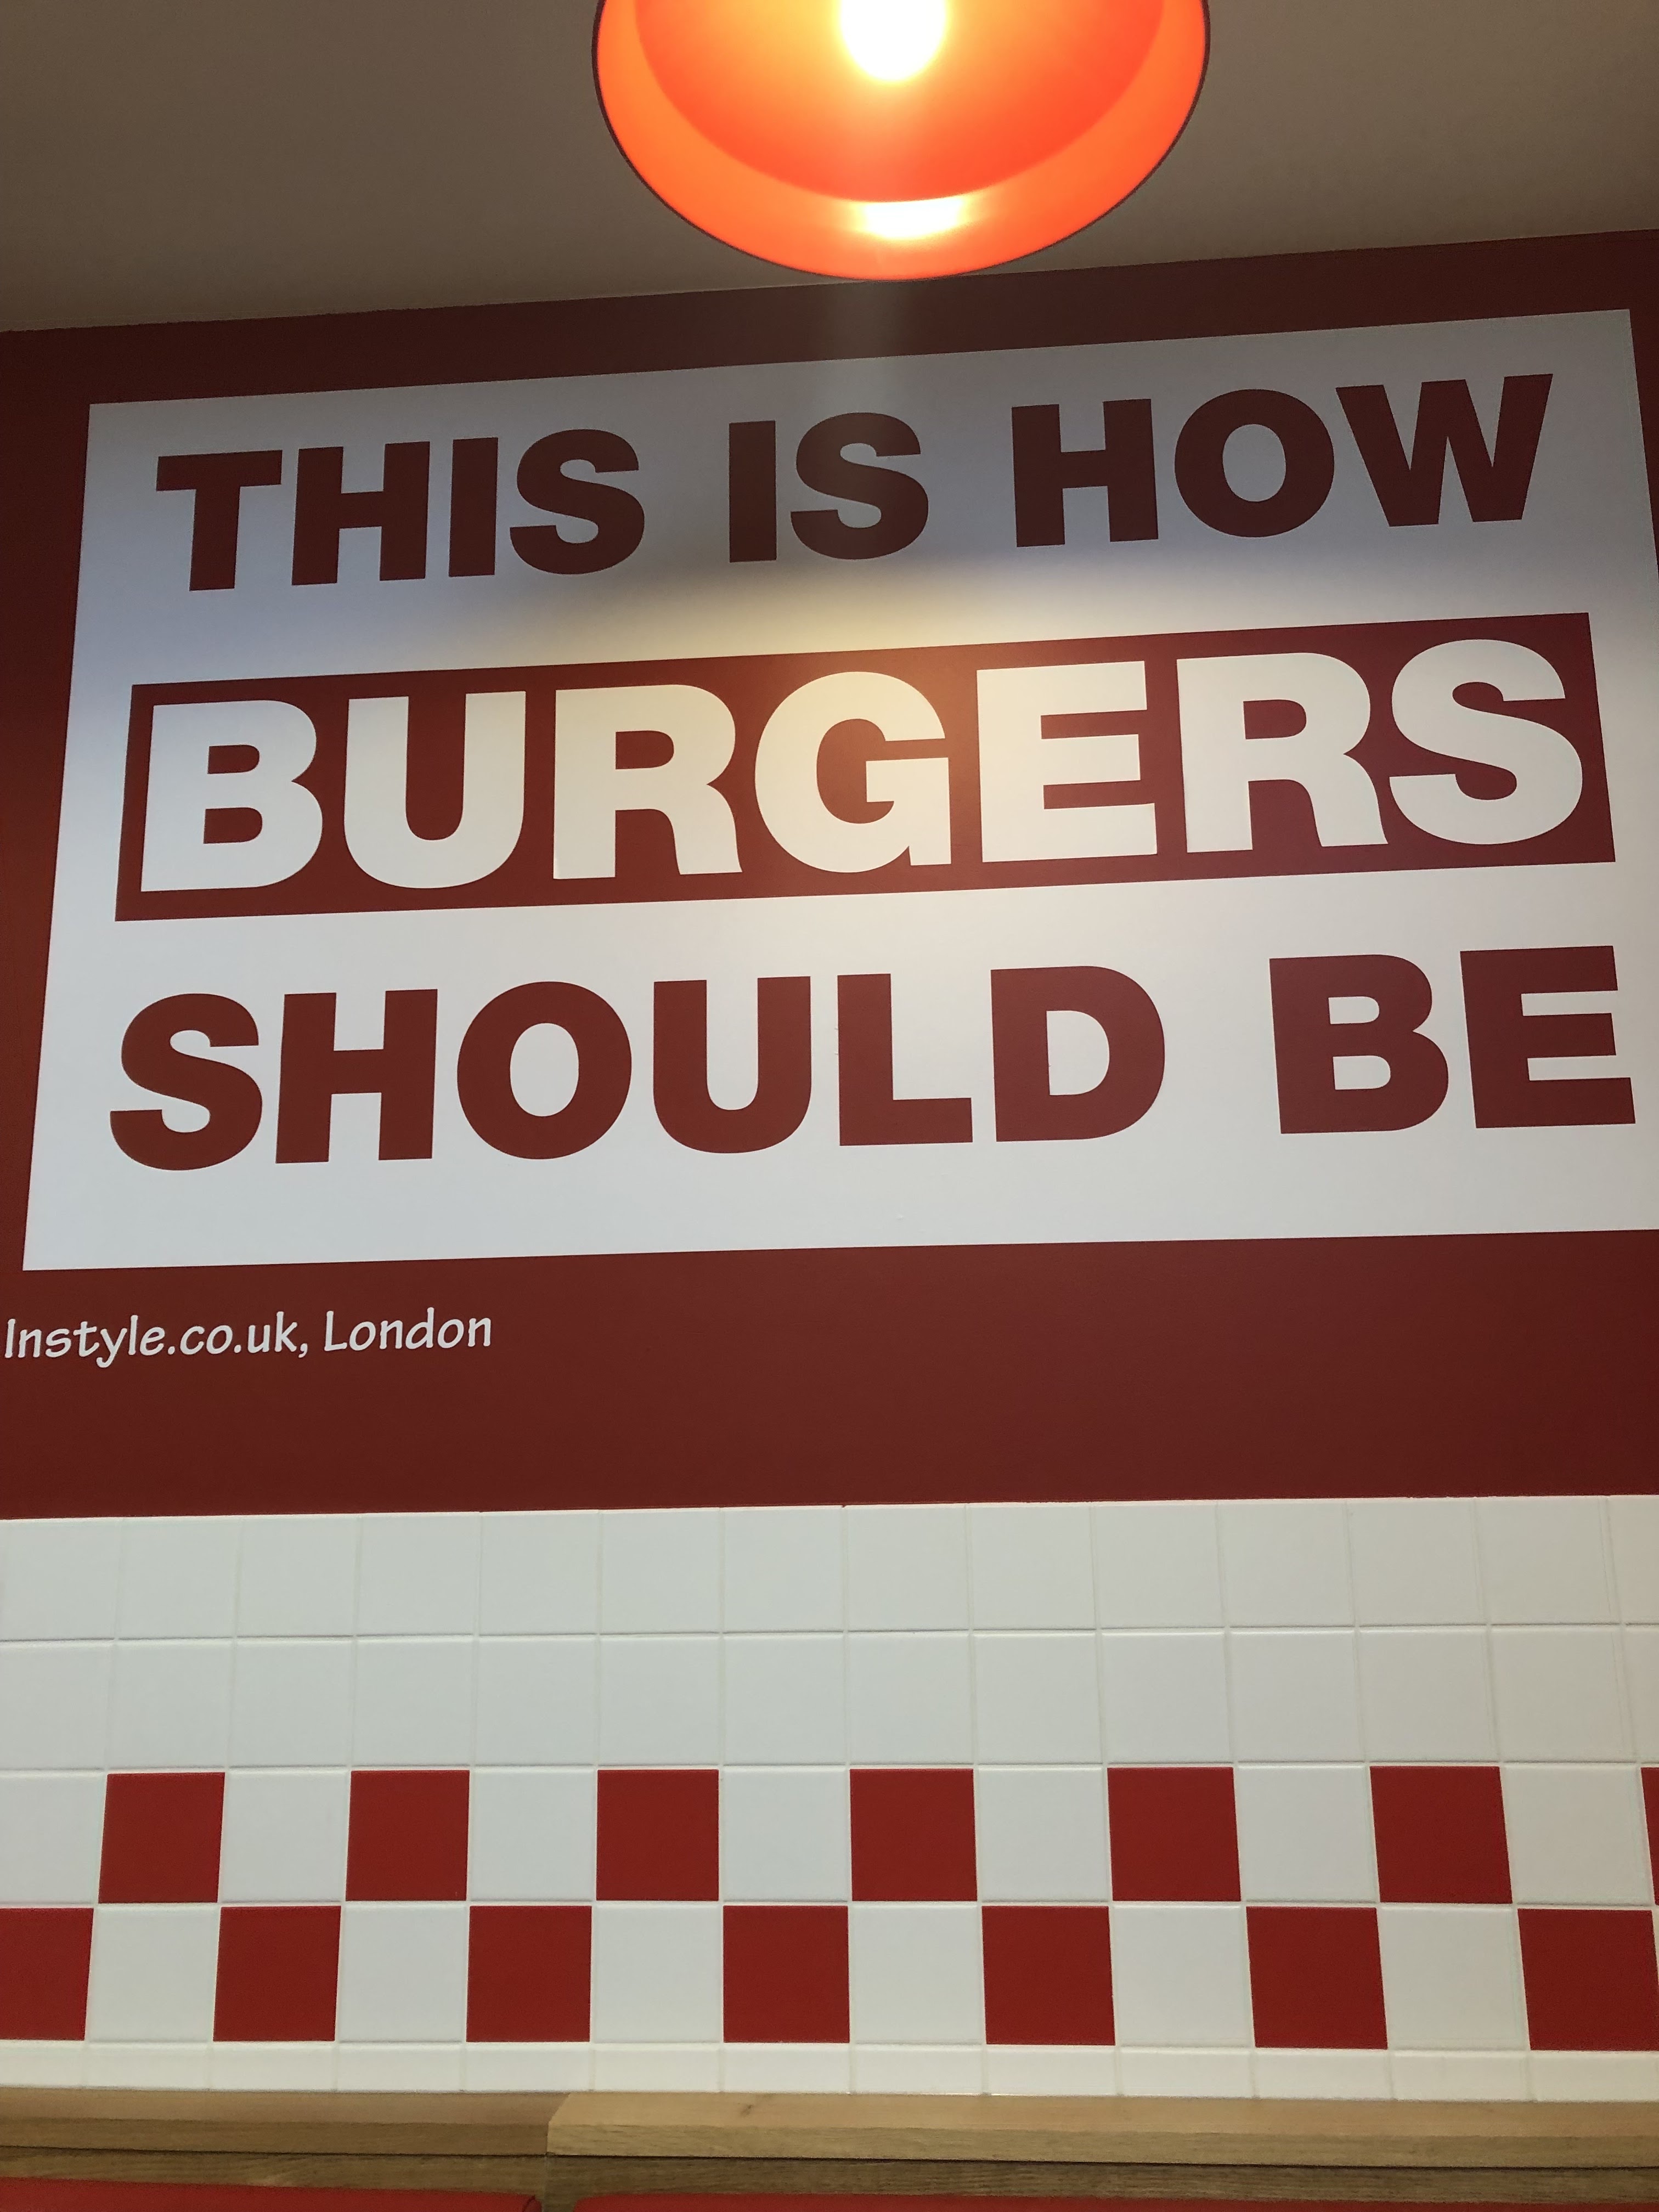 THIS IS HOW
BURGERS
SHOULD BE
Instyle.co.uk, London